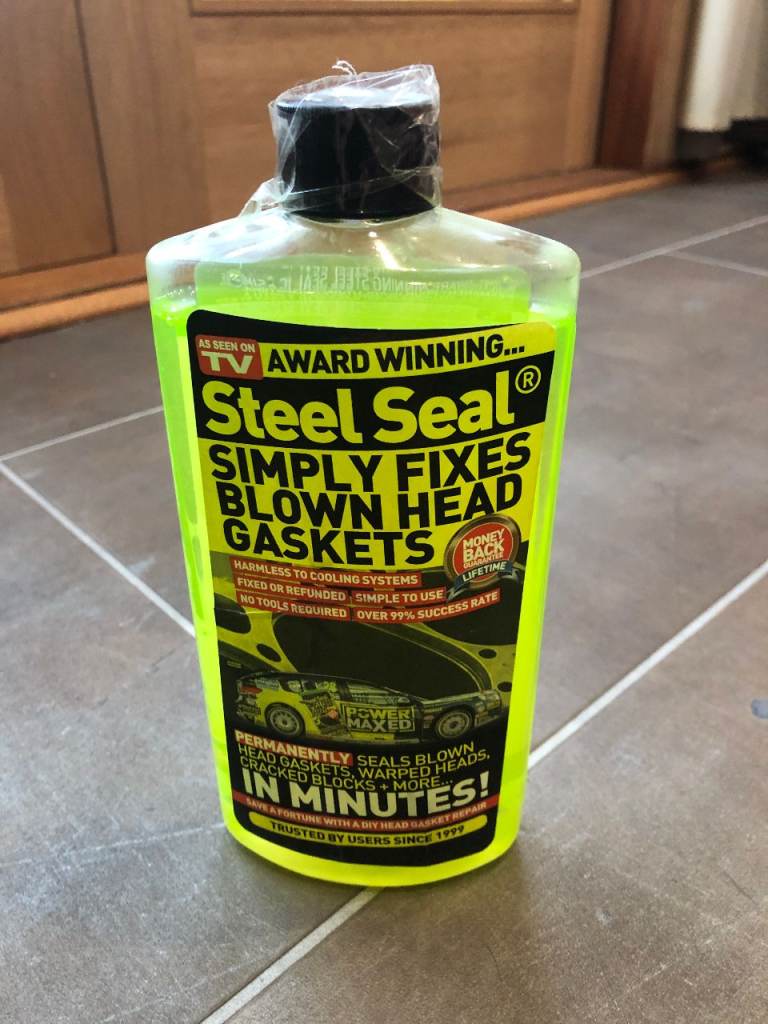 AS SEEN ON
TV
AWARD WINNING...
Steel Seal®
SIMPLY FIXES
BLOWN HEAD
GASKETS
MONEY
BACK
GUARANTEE
LIFETIME
HARMLESS TO COOLING SYSTEMS
FIXED OR REFUNDED SIMPLE TO USE
NO TOOLS REQUIRED OVER 99% SUCCESS RATE
POWER
MAXED
PERMANENTLY SEALS BLOWN
HEAD GASKETS, WARPED HEADS,
CRACKED BLOCKS + MORE...
IN MINUTES!
SAVE A FORTUNE WITH A DIY HEAD GASKET REPAIR
TRUSTED BY USERS SINCE 1999